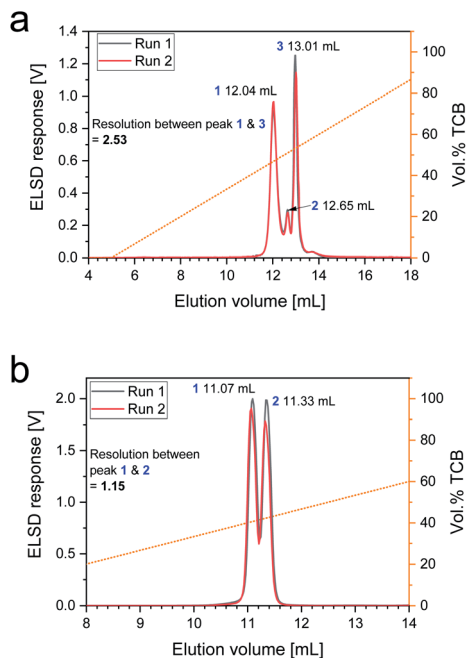 a
Run 1
Run 2
3 13.01 mL
1 12.04 mL
Resolution between peak 1 & 3
= 2.53
2 12.65 mL
ELSD response [V]
1.4
1.2
1.0
0.8
0.6
0.4
0.2
0.0
Vol.% TCB
100
80
60
40
20
0
4 6 8 10 12 14 16 18
Elution volume [mL]
b
Run 1
Run 2
1 11.07 mL
2 11.33 mL
Resolution between
peak 1 & 2
= 1.15
ELSD response [V]
2.0
1.5
1.0
0.5
0.0
Vol.% TCB
100
80
60
40
20
0
8 9 10 11 12 13 14
Elution volume [mL]